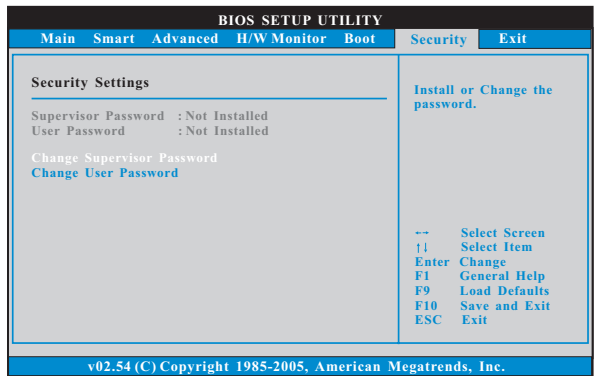 BIOS SETUP UTILITY
Main Smart Advanced H/W Monitor Boot Security Exit
Security Settings
Supervisor Password : Not Installed
User Password : Not Installed
Change Supervisor Password
Change User Password
Install or Change the
password.
←→ Select Screen
↑↓ Select Item
Enter Change
F1 General Help
F9 Load Defaults
F10 Save and Exit
ESC Exit
v02.54 (C) Copyright 1985-2005, American Megatrends, Inc.